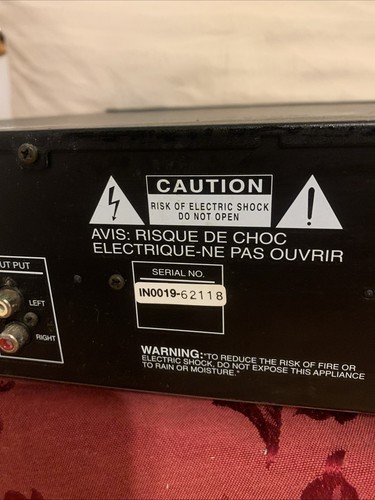 CAUTION
RISK OF ELECTRIC SHOCK
DO NOT OPEN
AVIS: RISQUE DE CHOC
ELECTRIQUE-NE PAS OUVRIR
UT PUT
LEFT
RIGHT
SERIAL NO.
IN0019-62118
WARNING:"TO REDUCE THE RISK OF FIRE OR
ELECTRIC SHOCK, DO NOT EXPOSE THIS APPLIANCE
TO RAIN OR MOISTURE."